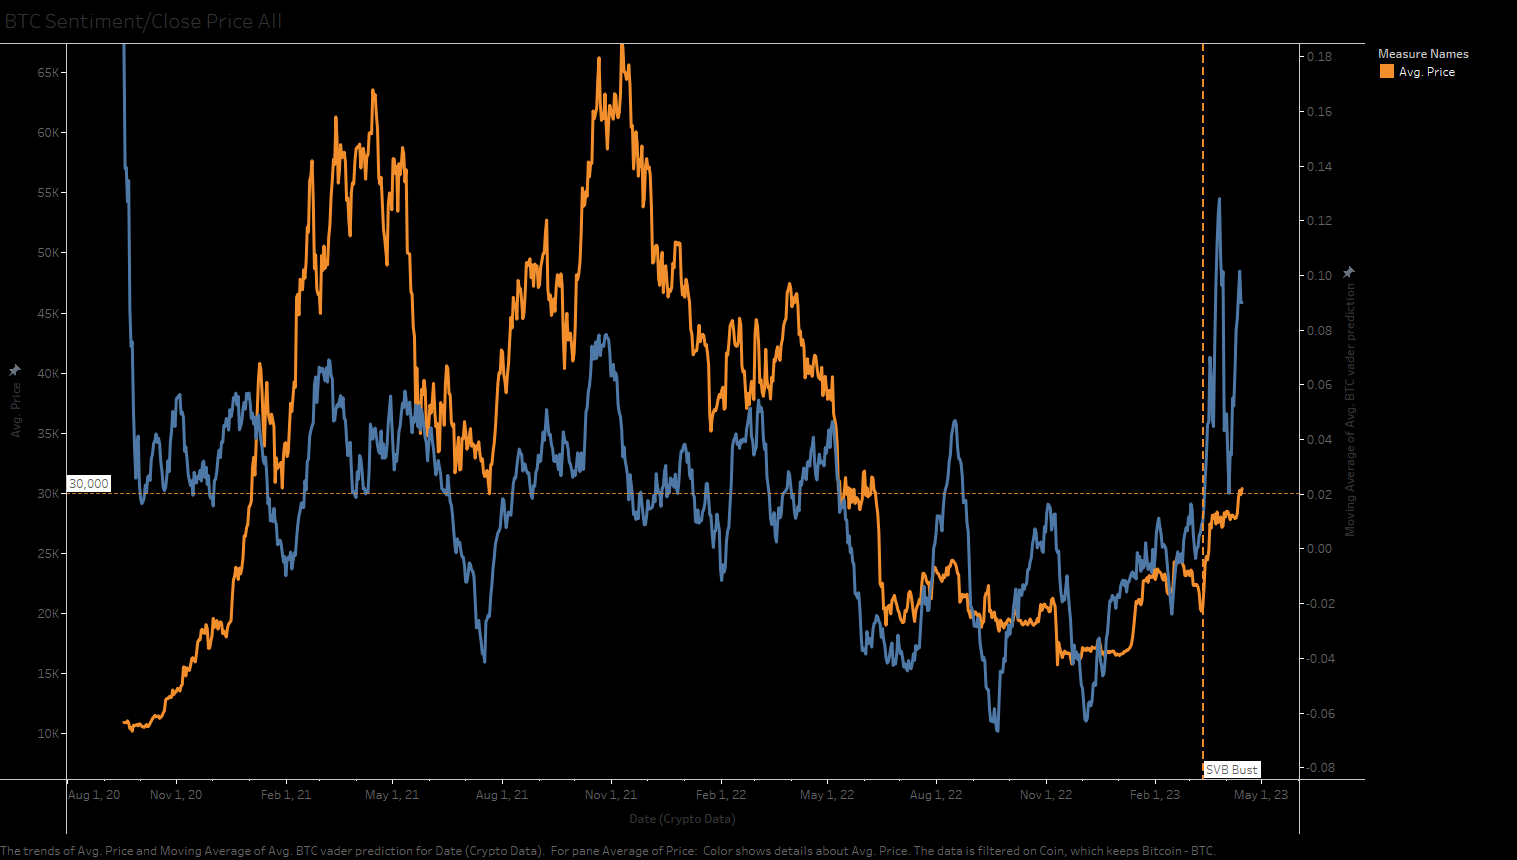 BTC Sentiment/Close Price All
Measure Names
Avg. Price
65K
60K
55K
50K
45K
40K
35K
30K
25K
20K
15K
10K
Avg. Price
30,000
0.18
0.16
0.14
0.12
0.10
0.08
0.06
0.04
0.02
0.00
-0.02
-0.04
-0.06
-0.08
Moving Average of Avg. BTC vader prediction
SVB Bust
Aug 1, 20
Nov 1, 20
Feb 1, 21
May 1, 21
Aug 1, 21
Nov 1, 21
Feb 1, 22
May 1, 22
Aug 1, 22
Nov 1, 22
Feb 1, 23
May 1, 23
Date (Crypto Data)
The trends of Avg. Price and Moving Average of Avg. BTC vader prediction for Date (Crypto Data).  For pane Average of Price:  Color shows details about Avg. Price. The data is filtered on Coin, which keeps Bitcoin - BTC.